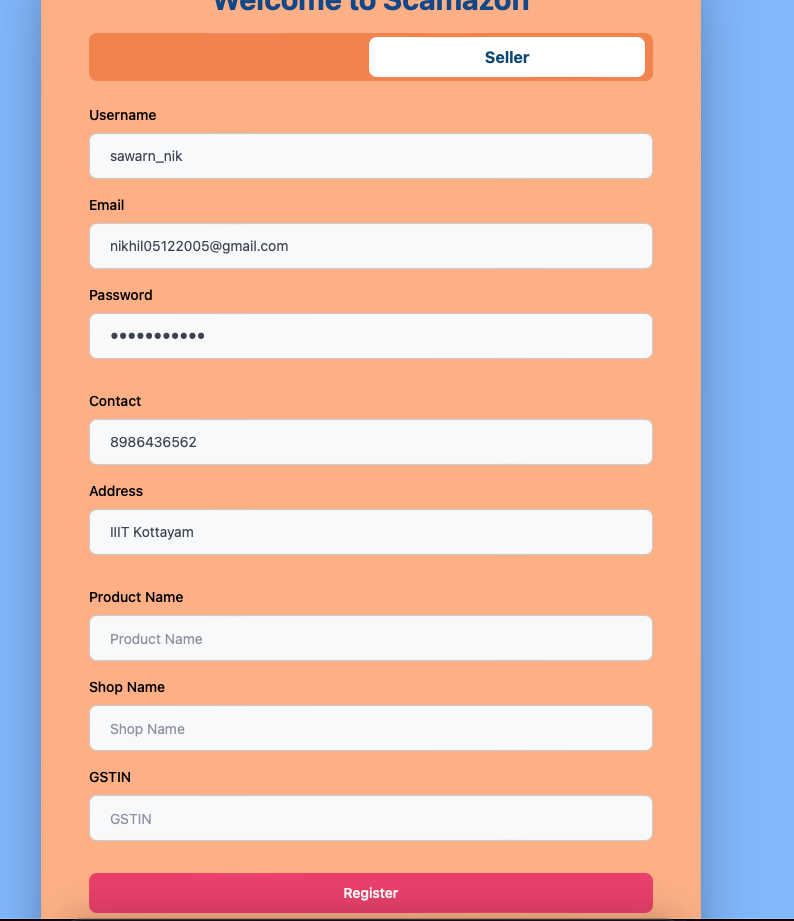 Welcome to Scamazon
Seller
Username
sawarn_nik
Email
nikhil05122005@gmail.com
Password
●●●●●●●●●●●
Contact
8986436562
Address
IIIT Kottayam
Product Name
Product Name
Shop Name
Shop Name
GSTIN
GSTIN
Register